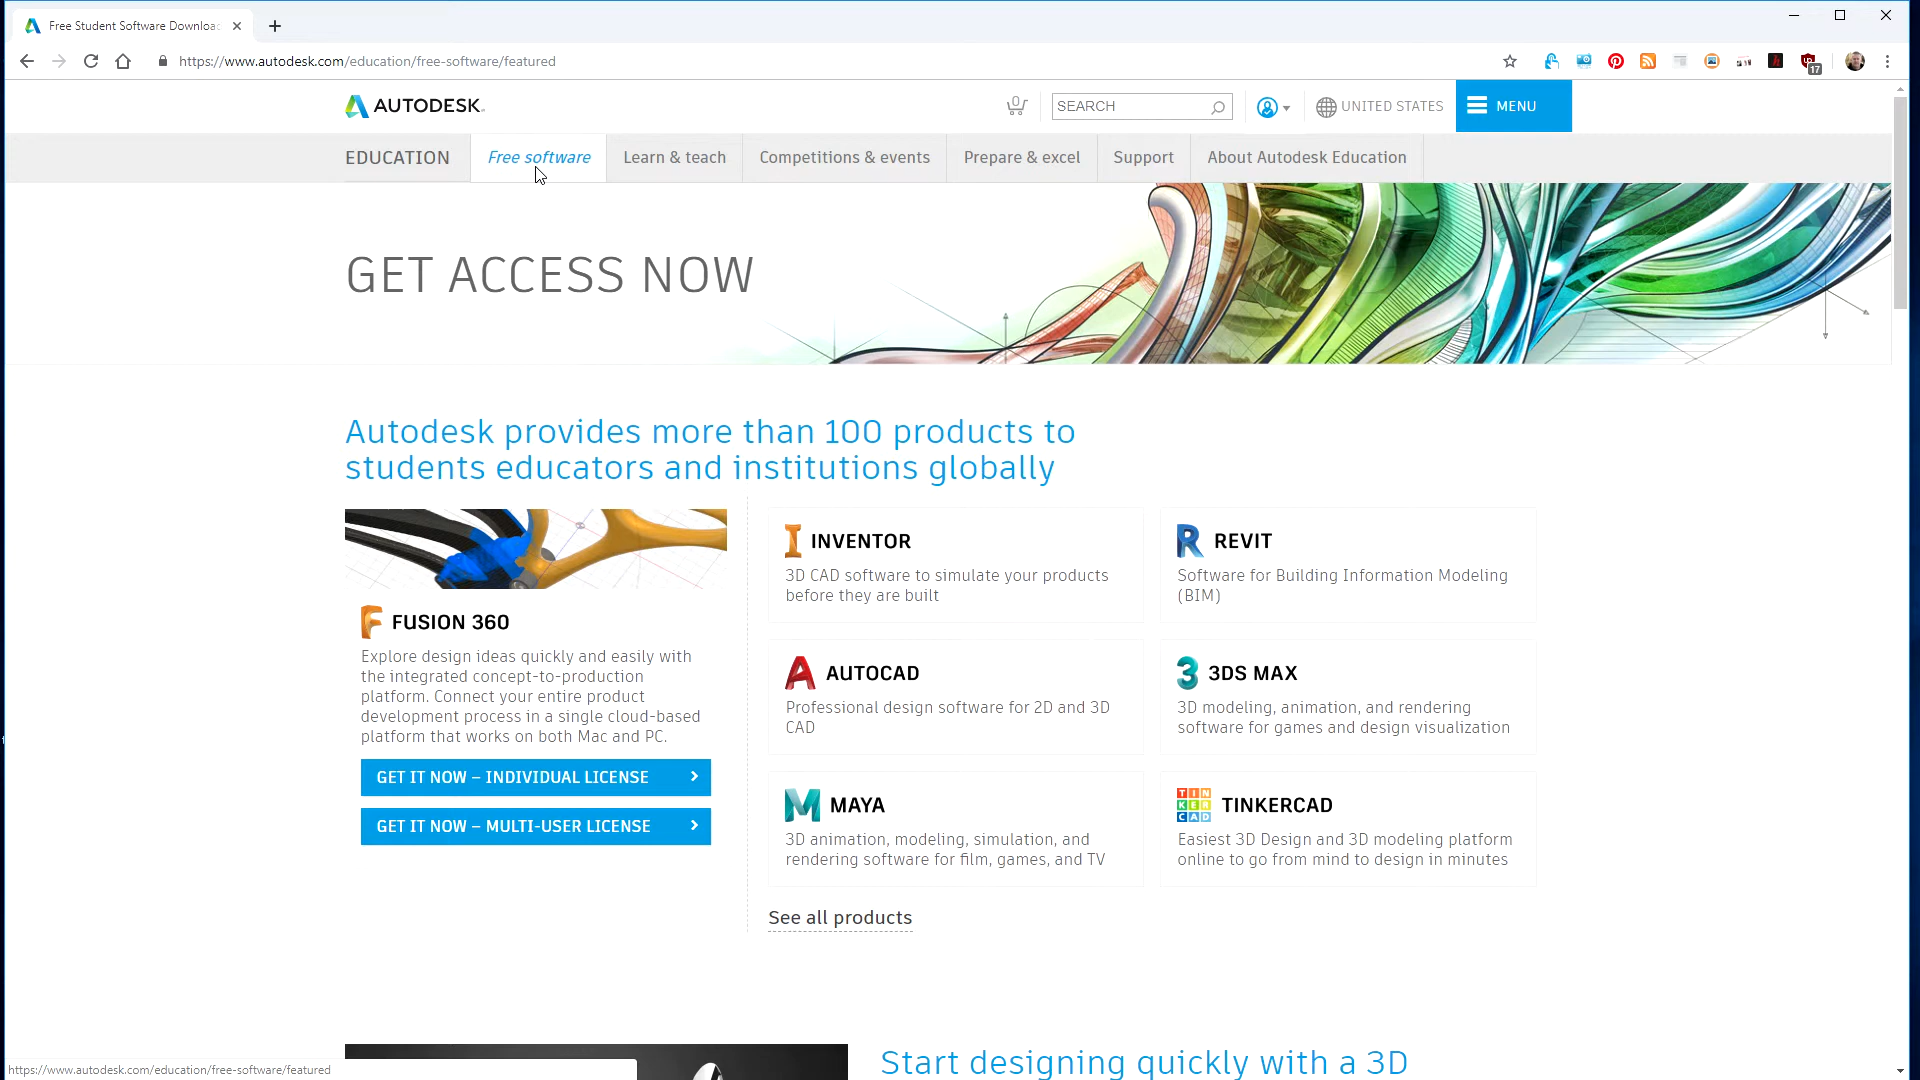 Free Student Software Downloa
https://www.autodesk.com/education/free-software/featured
17
AUTODESK
0
SEARCH
UNITED STATES
MENU
EDUCATION
Free software
Learn & teach
Competitions & events
Prepare & excel
Support
About Autodesk Education
GET ACCESS NOW
Autodesk provides more than 100 products to
students educators and institutions globally
FUSION 360
Explore design ideas quickly and easily with
the integrated concept-to-production
platform. Connect your entire product
development process in a single cloud-based
platform that works on both Mac and PC.
GET IT NOW – INDIVIDUAL LICENSE
GET IT NOW – MULTI-USER LICENSE
INVENTOR
3D CAD software to simulate your products
before they are built
REVIT
Software for Building Information Modeling
(BIM)
AUTOCAD
Professional design software for 2D and 3D
CAD
3DS MAX
3D modeling, animation, and rendering
software for games and design visualization
MAYA
3D animation, modeling, simulation, and
rendering software for film, games, and TV
TIN
KER
CAD
TINKERCAD
Easiest 3D Design and 3D modeling platform
online to go from mind to design in minutes
See all products
Start designing quickly with a 3D
https://www.autodesk.com/education/free-software/featured